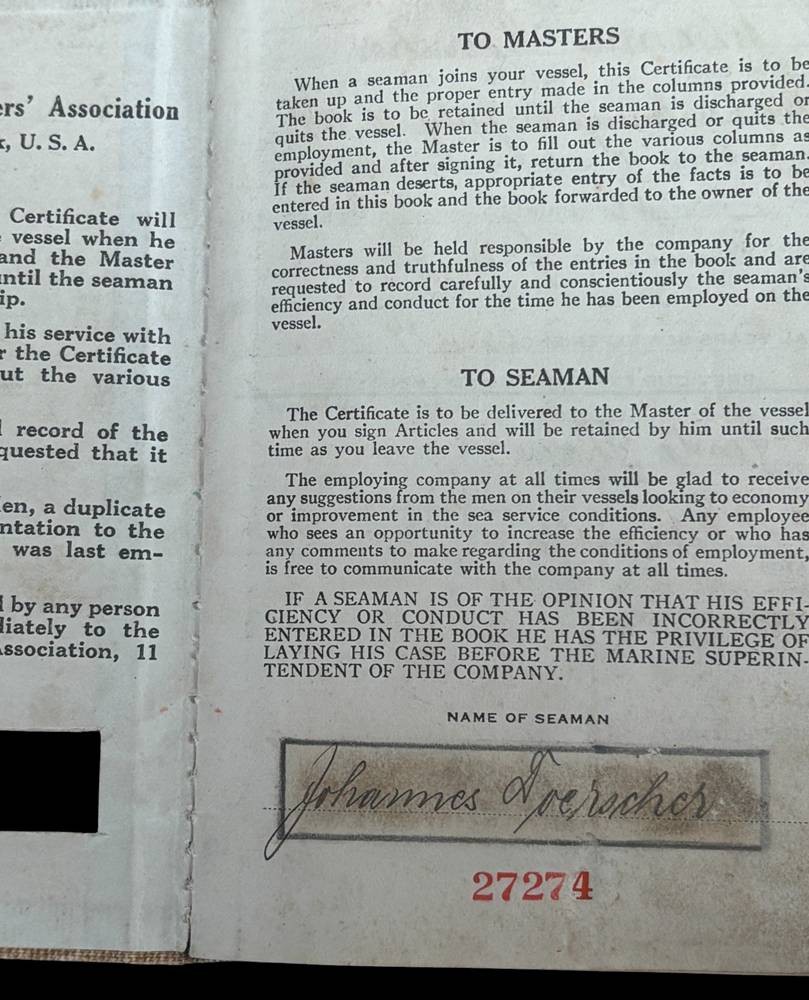 ers' Association
k, U. S. A.
Certificate will
vessel when he
and the Master
until the seaman
ip.
his service with
r the Certificate
ut the various
record of the
quested that it
en, a duplicate
ntation to the
was last em-
by any person
diately to the
Association, 11
TO MASTERS
When a seaman joins your vessel, this Certificate is to be
taken up and the proper entry made in the columns provided.
The book is to be retained until the seaman is discharged or
quits the vessel. When the seaman is discharged or quits the
employment, the Master is to fill out the various columns as
provided and after signing it, return the book to the seaman.
If the seaman deserts, appropriate entry of the facts is to be
entered in this book and the book forwarded to the owner of the
vessel.
Masters will be held responsible by the company for the
correctness and truthfulness of the entries in the book and are
requested to record carefully and conscientiously the seaman's
efficiency and conduct for the time he has been employed on the
vessel.
TO SEAMAN
The Certificate is to be delivered to the Master of the vessel
when you sign Articles and will be retained by him until such
time as you leave the vessel.
The employing company at all times will be glad to receive
any suggestions from the men on their vessels looking to economy
or improvement in the sea service conditions. Any employee
who sees an opportunity to increase the efficiency or who has
any comments to make regarding the conditions of employment,
is free to communicate with the company at all times.
IF A SEAMAN IS OF THE OPINION THAT HIS EFFI-
CIENCY OR CONDUCT HAS BEEN INCORRECTLY
ENTERED IN THE BOOK HE HAS THE PRIVILEGE OF
LAYING HIS CASE BEFORE THE MARINE SUPERIN-
TENDENT OF THE COMPANY.
NAME OF SEAMAN
Johannes Doerscher
27274